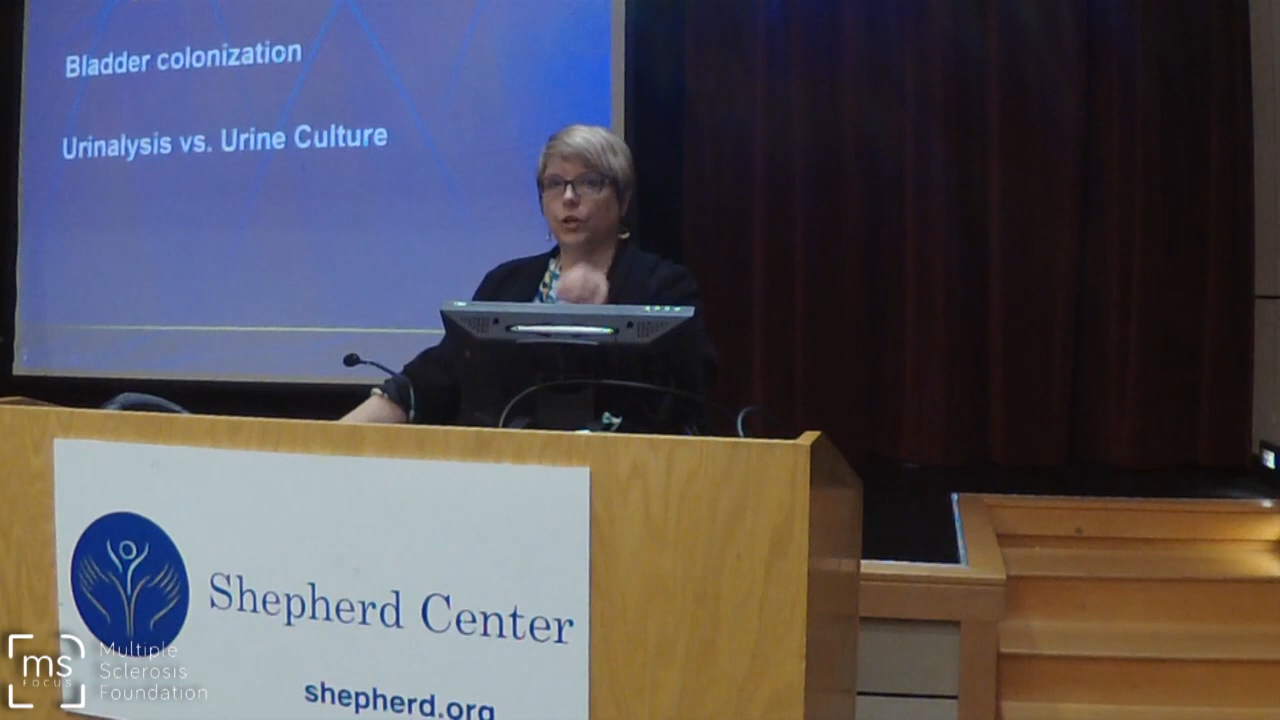 Bladder colonization
Urinalysis vs. Urine Culture
Shepherd Center
shepherd.org
ms
FOCUS
Multiple
Sclerosis
Foundation